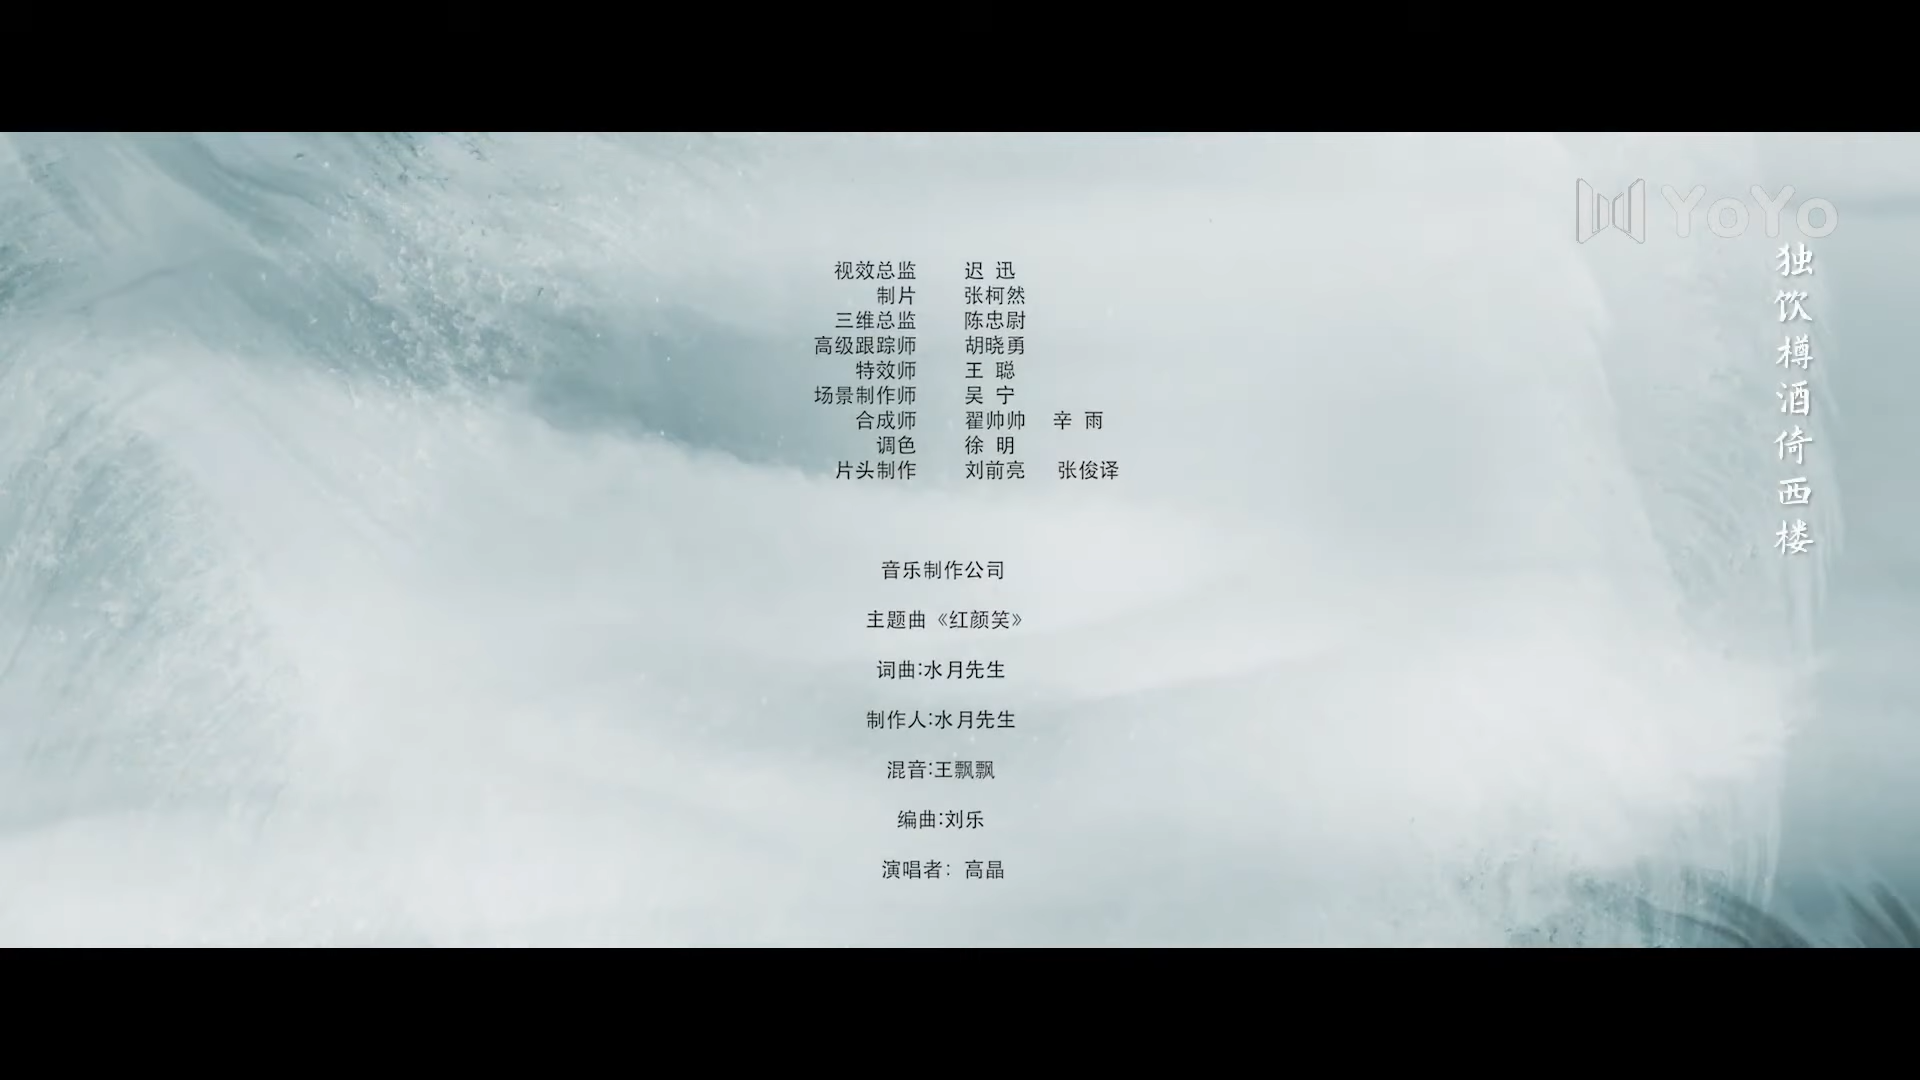 YoYo
独饮樽酒倚西楼
视效总监 迟 迅
制片 张柯然
三维总监 陈忠尉
高级跟踪师 胡晓勇
特效师 王 聪
场景制作师 吴 宁
合成师 翟帅帅 辛 雨
调色 徐 明
片头制作 刘前亮 张俊译
音乐制作公司
主题曲《红颜笑》
词曲:水月先生
制作人:水月先生
混音:王飘飘
编曲:刘乐
演唱者：高晶